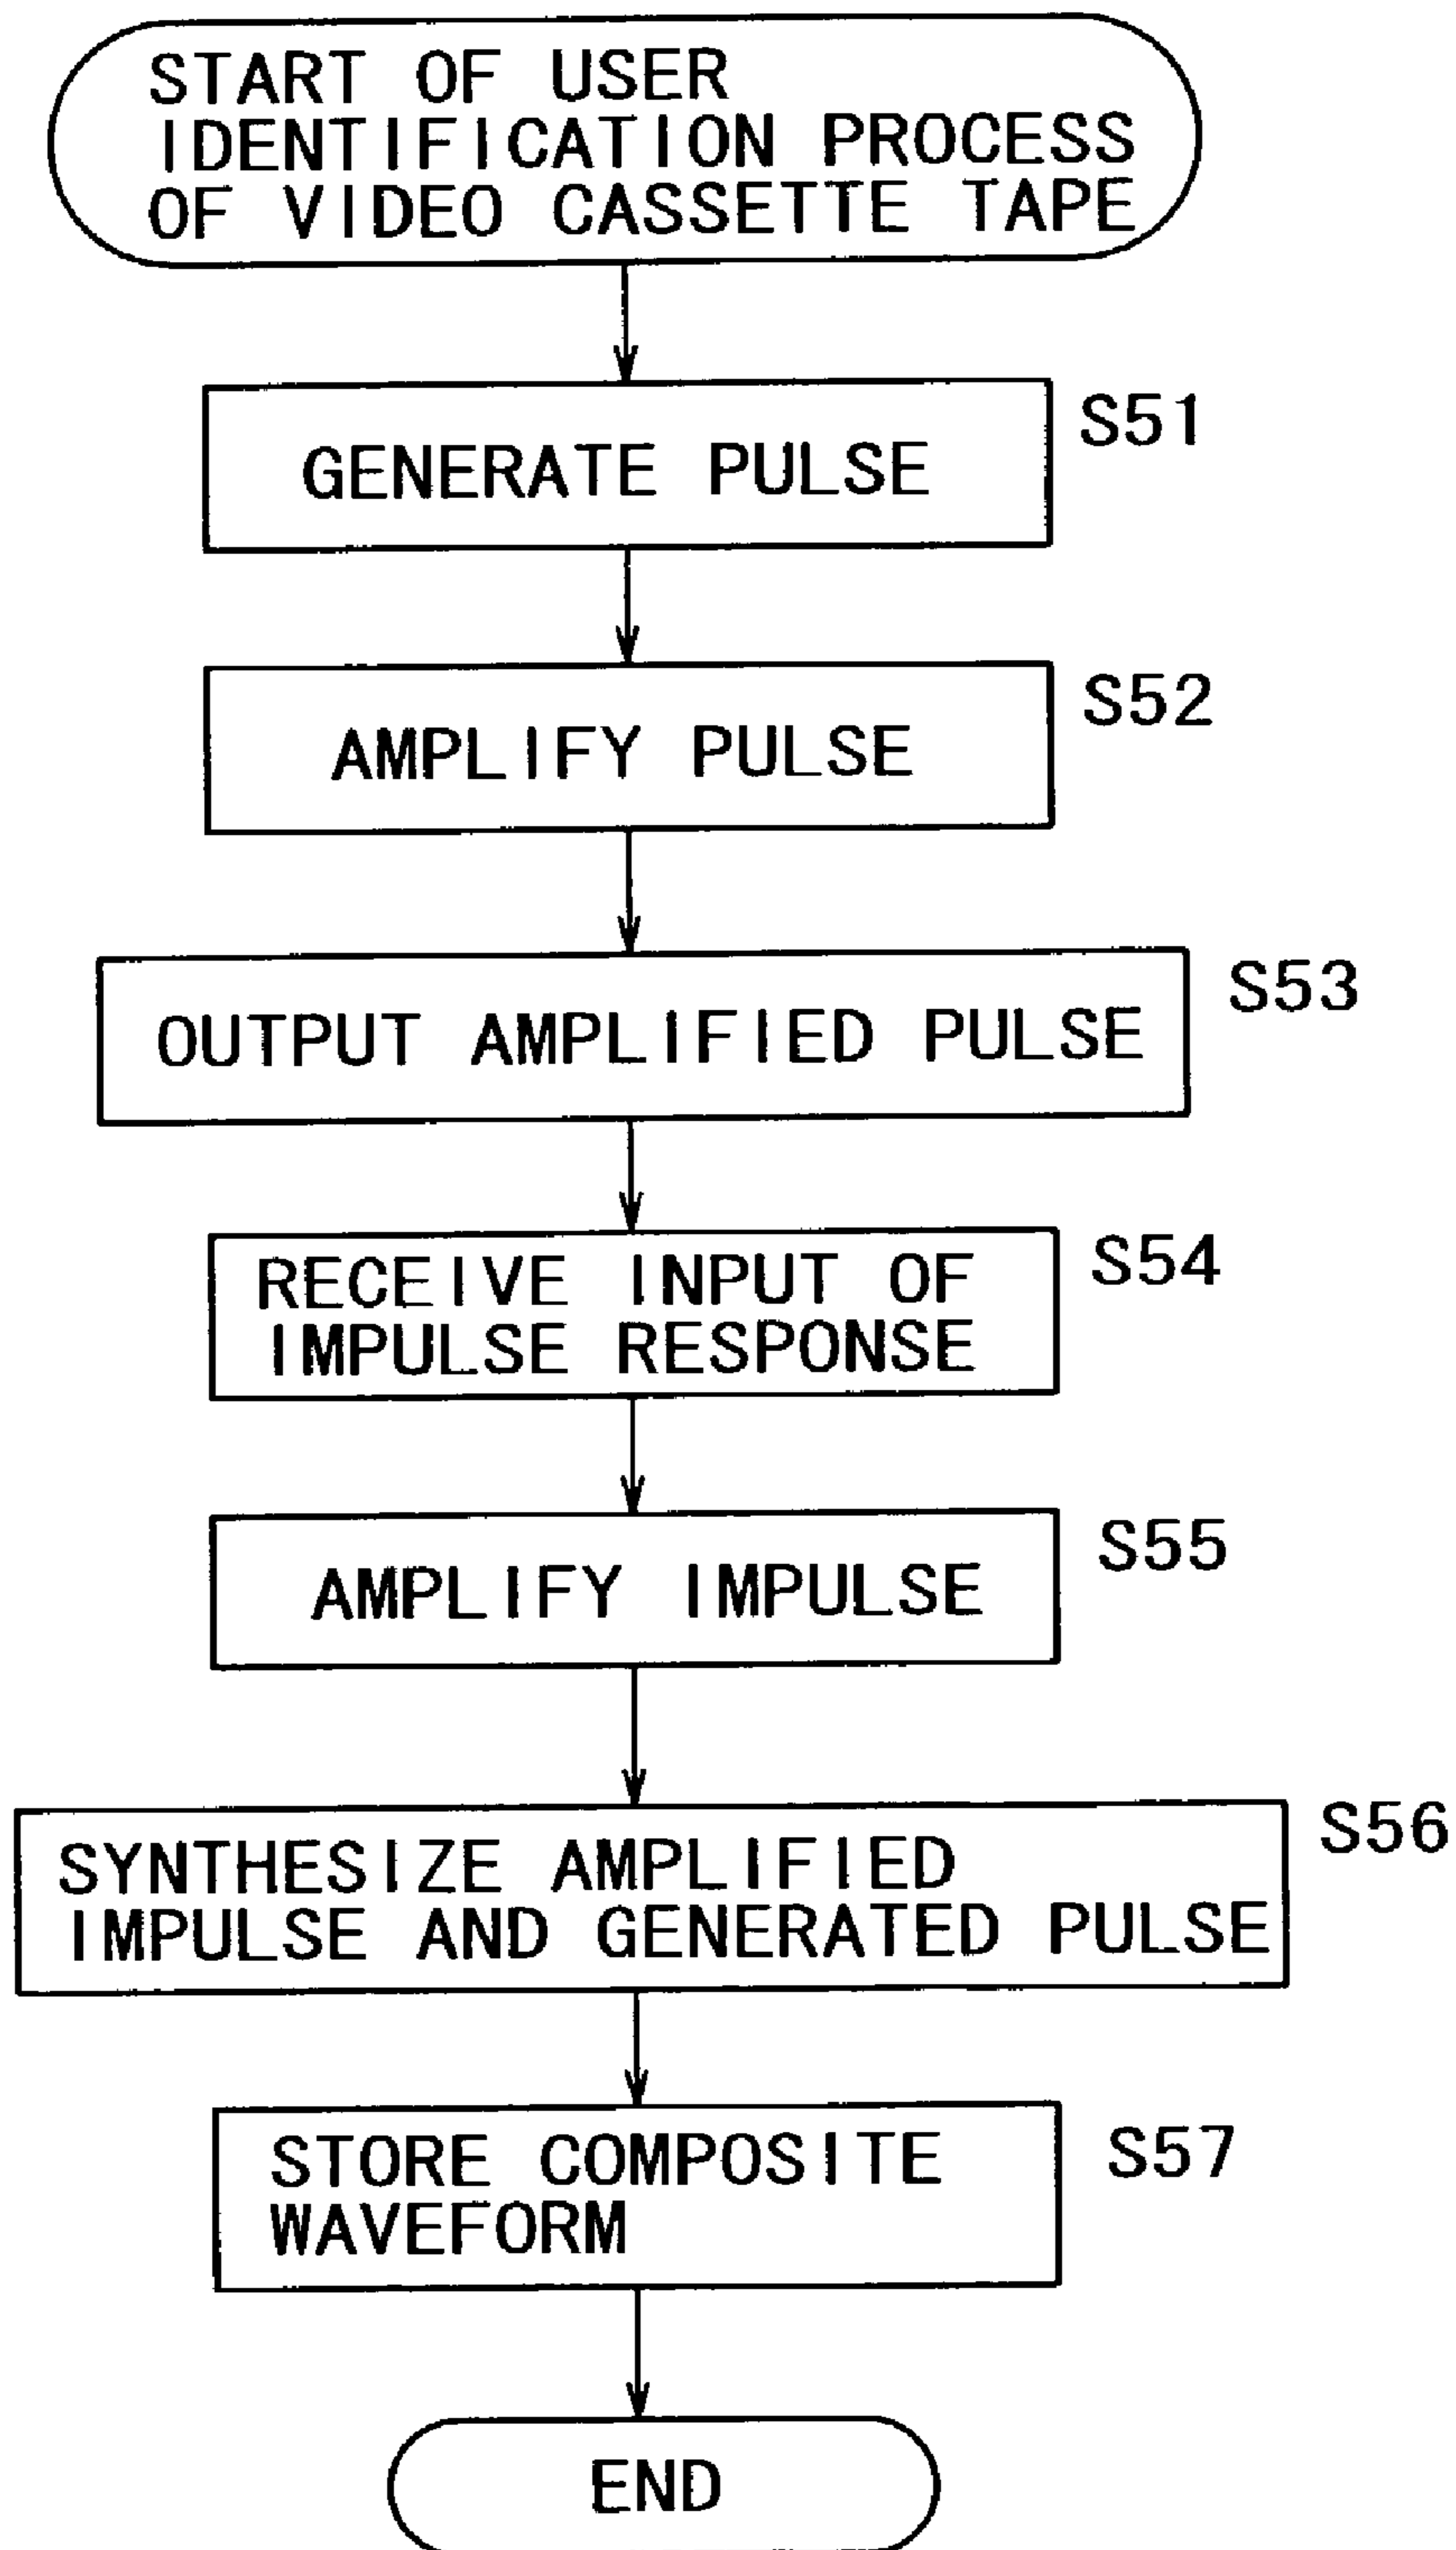 START OF USER
IDENTIFICATION PROCESS
OF VIDEO CASSETTE TAPE
S51
GENERATE PULSE
S52
AMPLIFY PULSE
S53
OUTPUT AMPLIFIED PULSE
S54
RECEIVE INPUT OF
IMPULSE RESPONSE
S55
AMPLIFY IMPULSE
S56
SYNTHESIZE AMPLIFIED
IMPULSE AND GENERATED PULSE
S57
STORE COMPOSITE
WAVEFORM
END